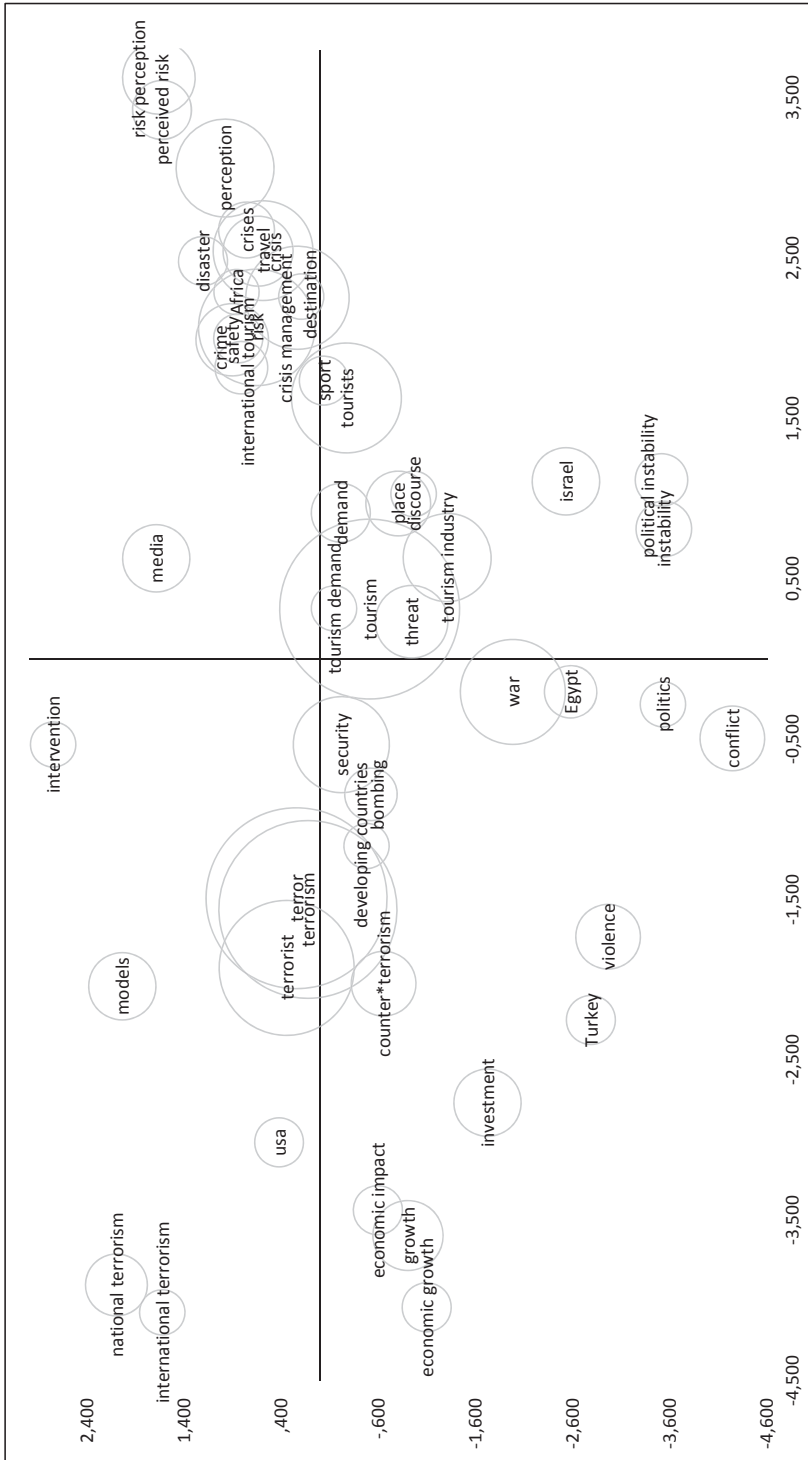 2,400
1,400
,400
-,600
-1,600
-2,600
-3,600
-4,600
-4,500
-3,500
-2,500
-1,500
-0,500
0,500
1,500
2,500
3,500
intervention
national terrorism
models
media
international terrorism
risk perception
perceived risk
disaster
perception
crime
safety
Africa
international tourism
risk
crises
travel
crisis
usa
terrorist
terror
terrorism
crisis management
destination
sport
tourists
security
tourism demand
demand
developing countries
bombing
tourism
place
discourse
economic impact
counter*terrorism
threat
growth
economic growth
tourism industry
investment
war
Egypt
israel
Turkey
violence
politics
political instability
instability
conflict